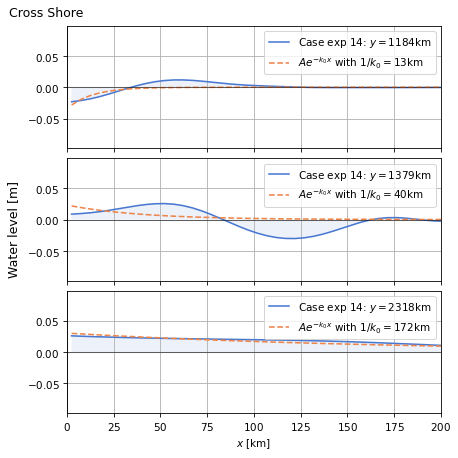 Cross Shore
Water level [m]
0.05
0.00
−0.05
Case exp 14: y = 1184km
Ae^{−k₀x} with 1/k₀ = 13km
0.05
0.00
−0.05
Case exp 14: y = 1379km
Ae^{−k₀x} with 1/k₀ = 40km
0.05
0.00
−0.05
Case exp 14: y = 2318km
Ae^{−k₀x} with 1/k₀ = 172km
0 25 50 75 100 125 150 175 200
x [km]